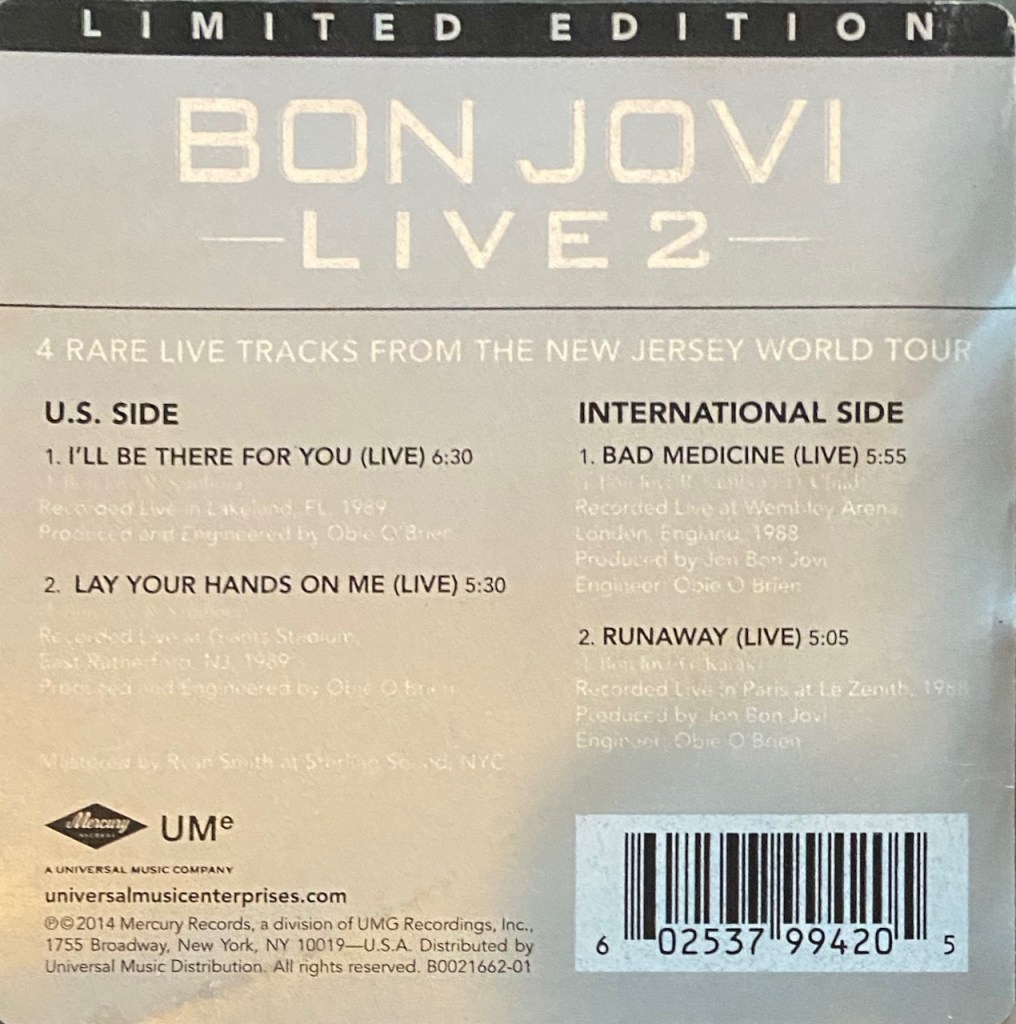 LIMITED EDITION
BON JOVI
LIVE 2
4 RARE LIVE TRACKS FROM THE NEW JERSEY WORLD TOUR
U.S. SIDE
1. I'LL BE THERE FOR YOU (LIVE) 6:30
Recorded Live in Lakeland, FL, 1989
Produced and Engineered by Obie O'Brien
2. LAY YOUR HANDS ON ME (LIVE) 5:30
Recorded Live at Giants Stadium,
East Rutherford, NJ, 1989
Produced and Engineered by Obie O'Brien
Mastered by Ryan Smith at Sterling Sound, NYC
INTERNATIONAL SIDE
1. BAD MEDICINE (LIVE) 5:55
Recorded Live at Wembley Arena,
London, England, 1988
Produced by Jon Bon Jovi
Engineer: Obie O'Brien
2. RUNAWAY (LIVE) 5:05
Recorded Live in Paris at Le Zenith, 1988
Produced by Jon Bon Jovi
Engineer: Obie O'Brien
Mercury
RECORDS
UMe
A UNIVERSAL MUSIC COMPANY
universalmusicenterprises.com
℗©2014 Mercury Records, a division of UMG Recordings, Inc.,
1755 Broadway, New York, NY 10019—U.S.A. Distributed by
Universal Music Distribution. All rights reserved. B0021662-01
6 02537 99420 5